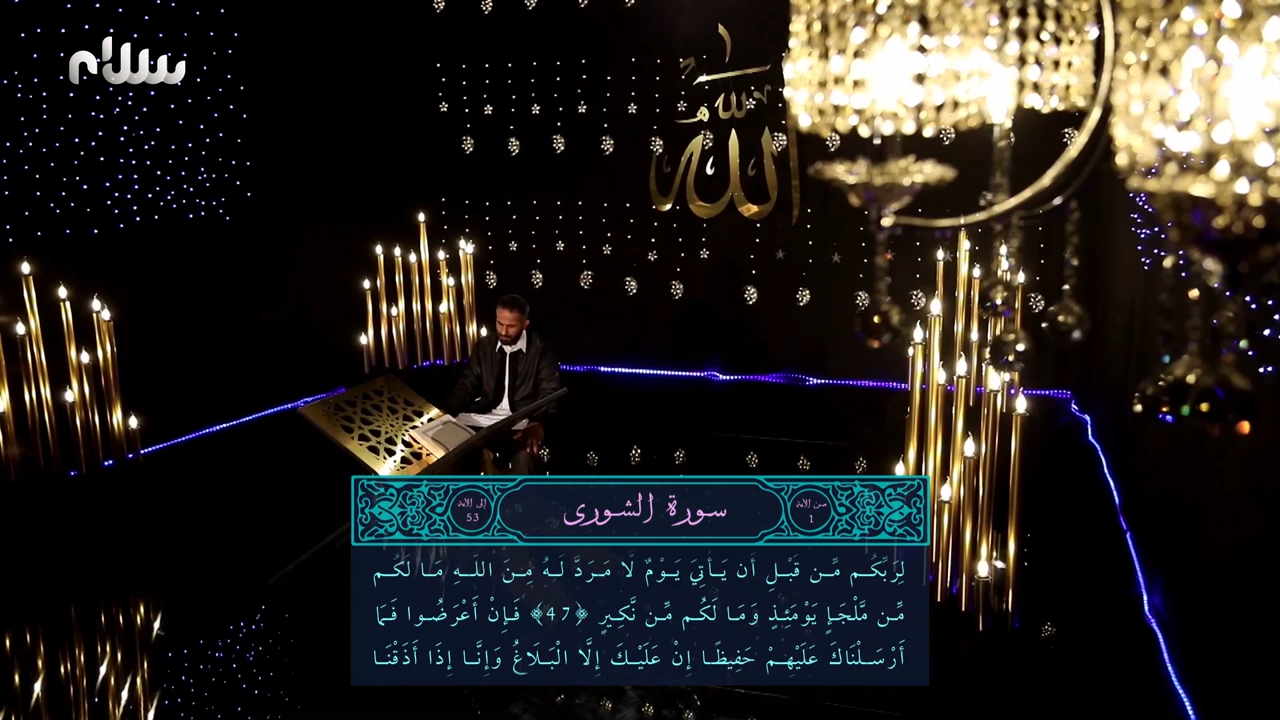 سلام
الله
من الآية
1
سورة الشورى
إلى الآية
53
لِرَبِّكُم مِّن قَبْلِ أَن يَأْتِيَ يَوْمٌ لَّا مَرَدَّ لَهُ مِنَ اللَّهِ مَا لَكُم
مِّن مَّلْجَإٍ يَوْمَئِذٍ وَمَا لَكُم مِّن نَّكِيرٍ ﴿47﴾ فَإِنْ أَعْرَضُوا فَمَا
أَرْسَلْنَاكَ عَلَيْهِمْ حَفِيظًا إِنْ عَلَيْكَ إِلَّا الْبَلَاغُ وَإِنَّا إِذَا أَذَقْنَا